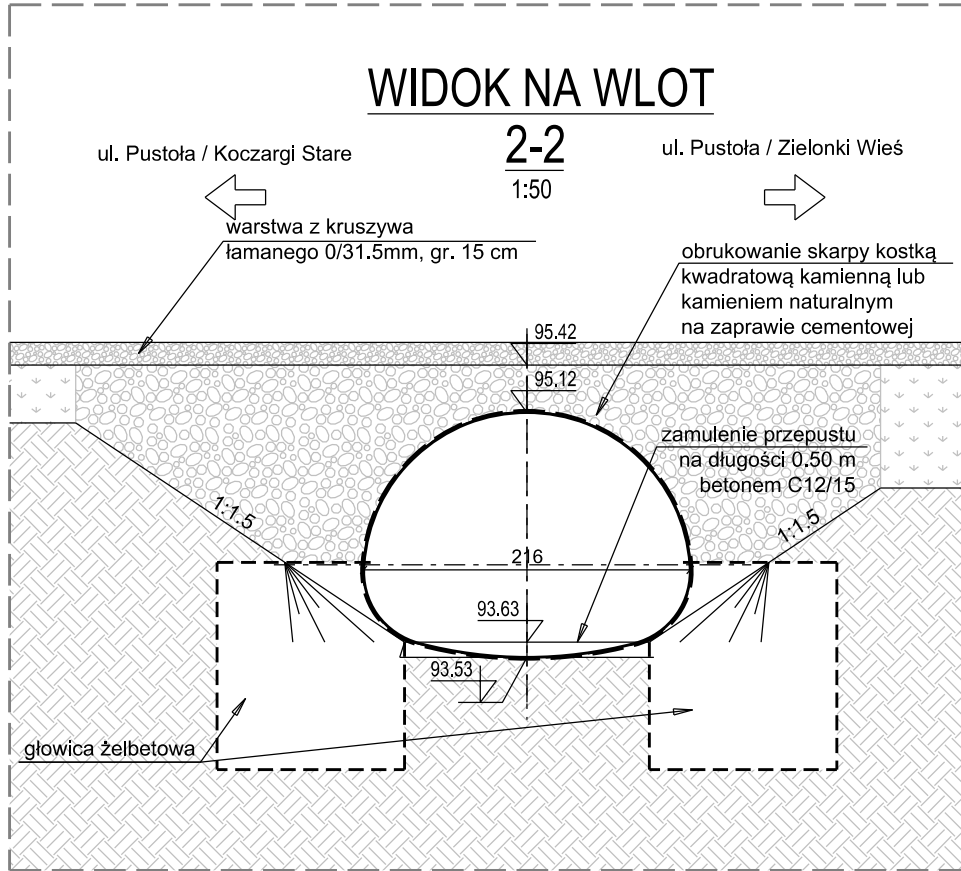 WIDOK NA WLOT
2-2
1:50
ul. Pustoła / Koczargi Stare
ul. Pustoła / Zielonki Wieś
warstwa z kruszywa
łamanego 0/31.5mm, gr. 15 cm
obrukowanie skarpy kostką
kwadratową kamienną lub
kamieniem naturalnym
na zaprawie cementowej
95.42
95.12
zamulenie przepustu
na długości 0.50 m
betonem C12/15
1:1.5
1:1.5
216
93.63
93.53
głowica żelbetowa